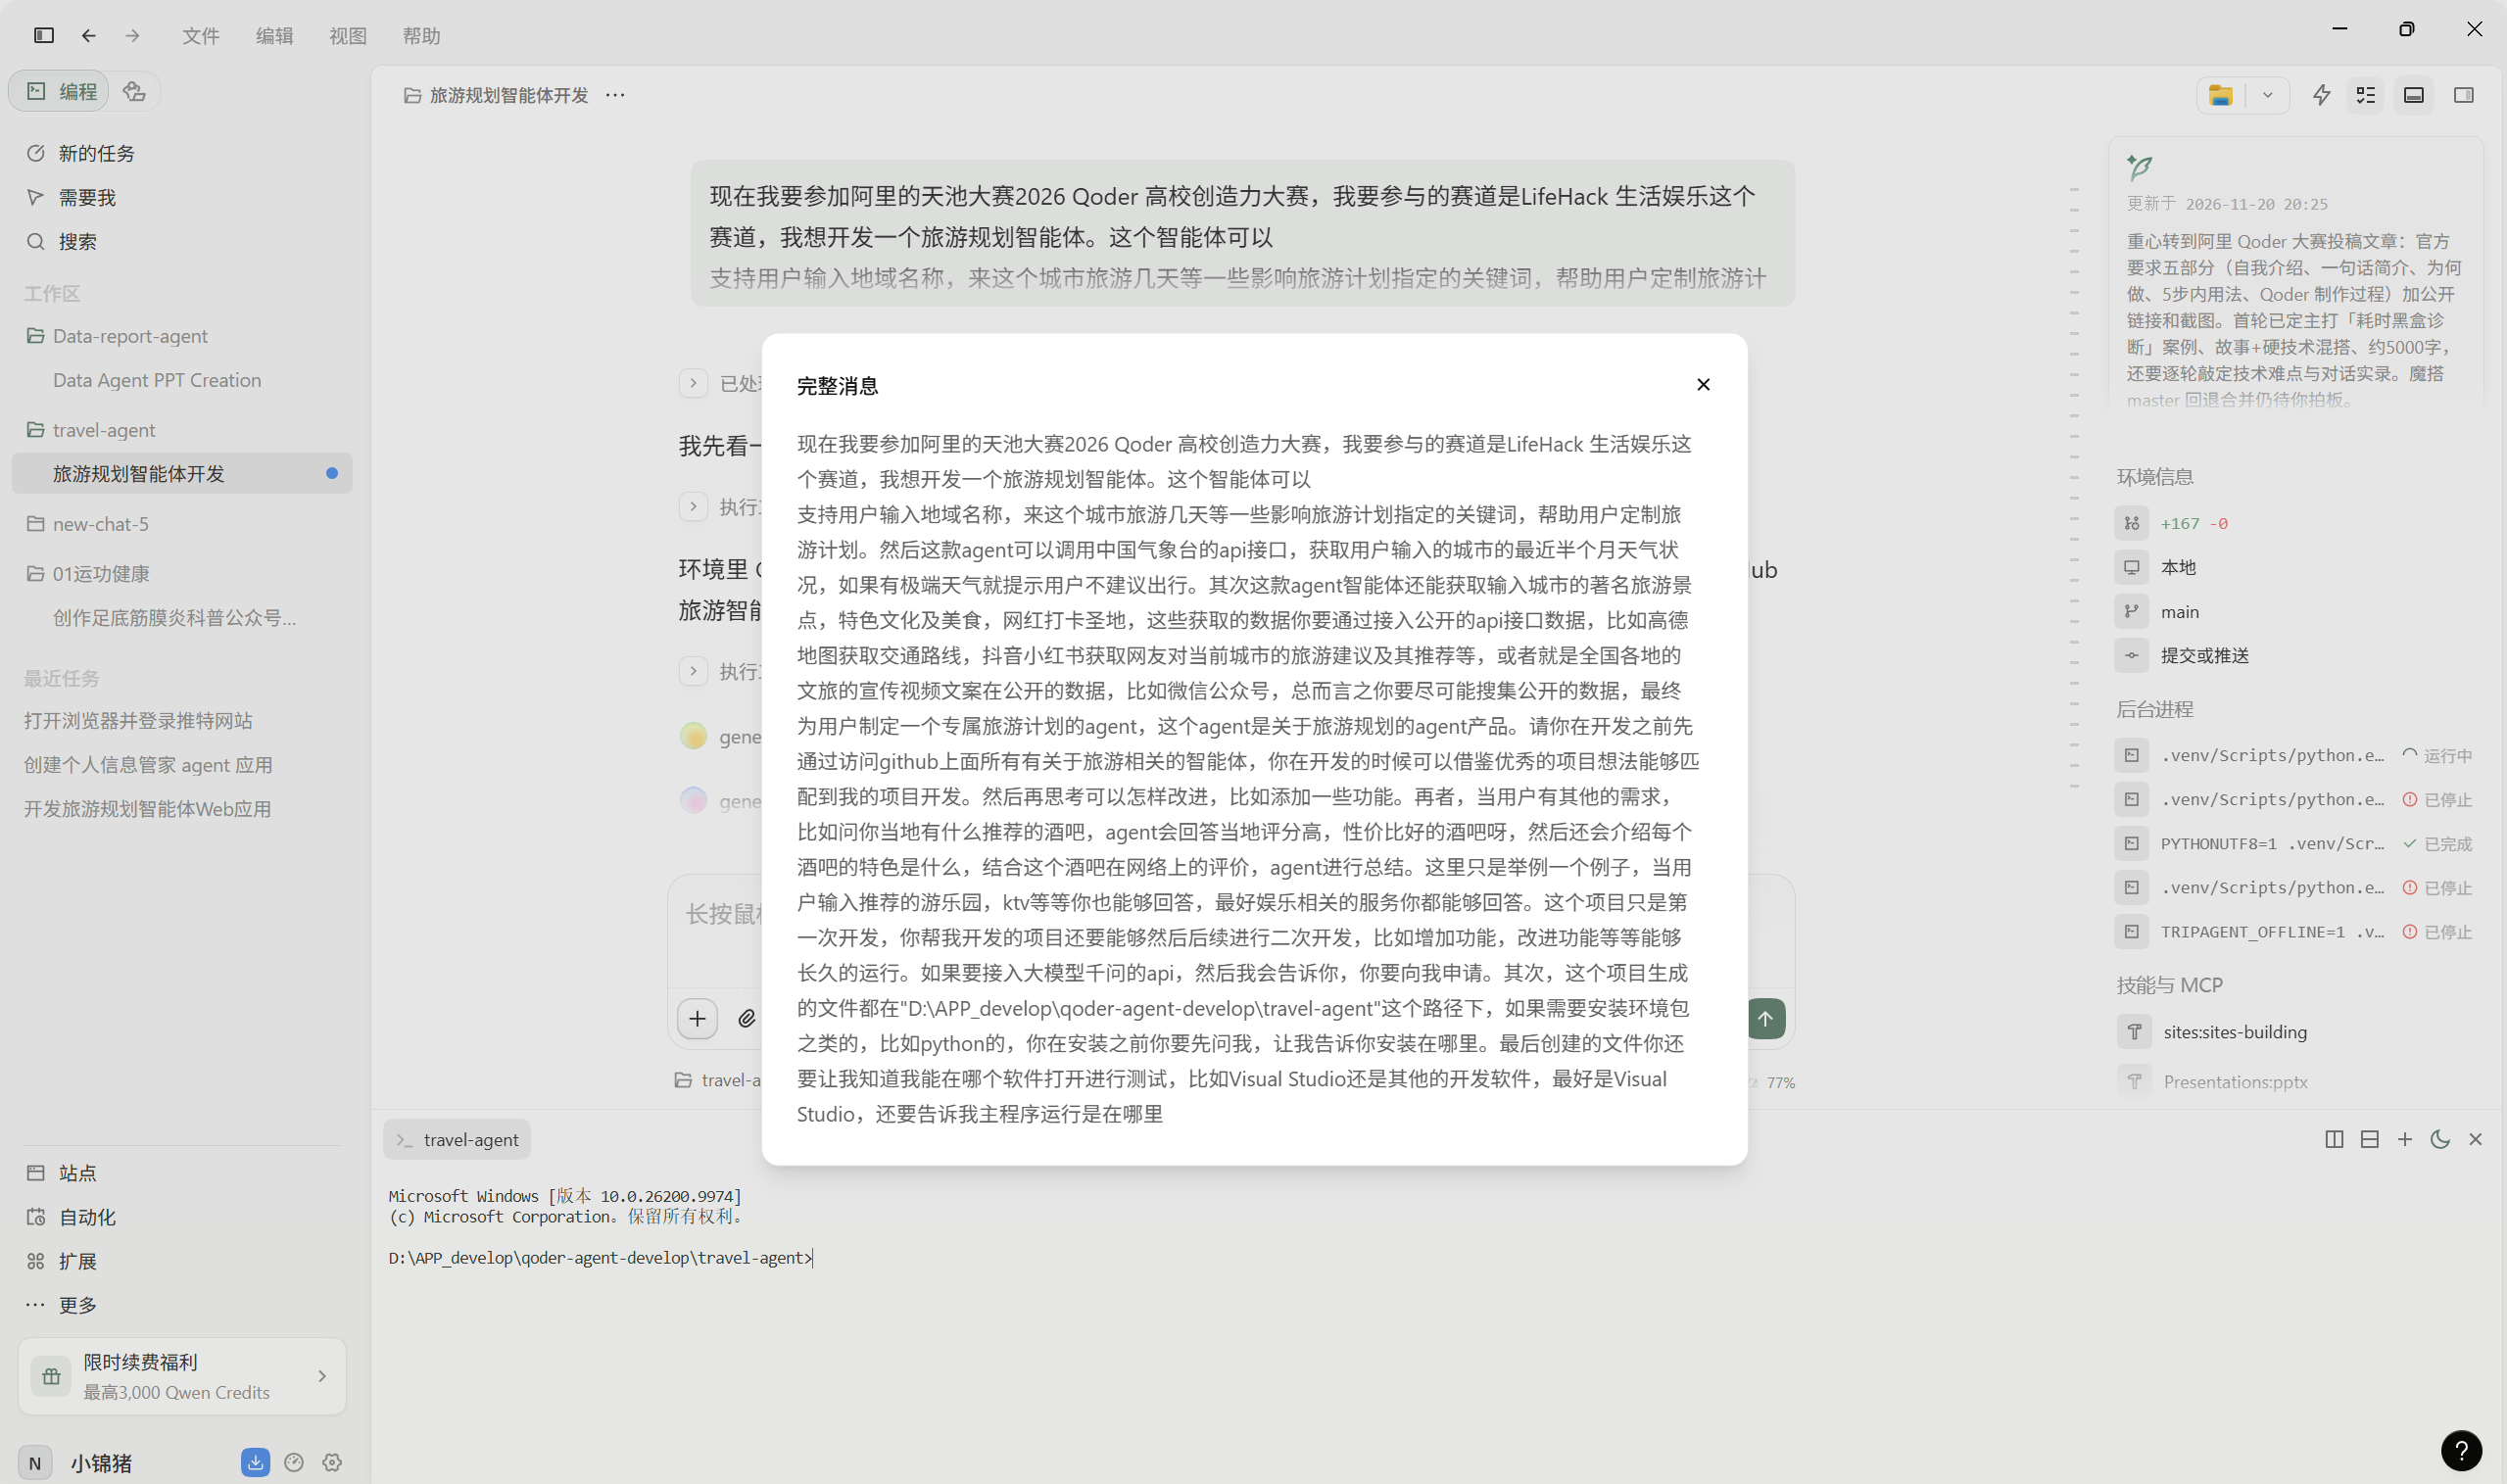 文件 编辑 视图 帮助
编程
新的任务
需要我
搜索
工作区
Data-report-agent
Data Agent PPT Creation
travel-agent
旅游规划智能体开发
new-chat-5
01运功健康
创作足底筋膜炎科普公众号...
最近任务
打开浏览器并登录推特网站
创建个人信息管家 agent 应用
开发旅游规划智能体Web应用
站点
自动化
扩展
更多
限时续费福利
最高3,000 Qwen Credits
N 小锦猪
旅游规划智能体开发
现在我要参加阿里的天池大赛2026 Qoder 高校创造力大赛，我要参与的赛道是LifeHack 生活娱乐这个
赛道，我想开发一个旅游规划智能体。这个智能体可以
支持用户输入地域名称，来这个城市旅游几天等一些影响旅游计划指定的关键词，帮助用户定制旅游计
已处
我先看一
执行
环境里
ub
旅游智能
执行
gene
gene
长按鼠
travel-a
77%
完整消息
现在我要参加阿里的天池大赛2026 Qoder 高校创造力大赛，我要参与的赛道是LifeHack 生活娱乐这
个赛道，我想开发一个旅游规划智能体。这个智能体可以
支持用户输入地域名称，来这个城市旅游几天等一些影响旅游计划指定的关键词，帮助用户定制旅
游计划。然后这款agent可以调用中国气象台的api接口，获取用户输入的城市的最近半个月天气状
况，如果有极端天气就提示用户不建议出行。其次这款agent智能体还能获取输入城市的著名旅游景
点，特色文化及美食，网红打卡圣地，这些获取的数据你要通过接入公开的api接口数据，比如高德
地图获取交通路线，抖音小红书获取网友对当前城市的旅游建议及其推荐等，或者就是全国各地的
文旅的宣传视频文案在公开的数据，比如微信公众号，总而言之你要尽可能搜集公开的数据，最终
为用户制定一个专属旅游计划的agent，这个agent是关于旅游规划的agent产品。请你在开发之前先
通过访问github上面所有有关于旅游相关的智能体，你在开发的时候可以借鉴优秀的项目想法能够匹
配到我的项目开发。然后再思考可以怎样改进，比如添加一些功能。再者，当用户有其他的需求，
比如问你当地有什么推荐的酒吧，agent会回答当地评分高，性价比好的酒吧呀，然后还会介绍每个
酒吧的特色是什么，结合这个酒吧在网络上的评价，agent进行总结。这里只是举例一个例子，当用
户输入推荐的游乐园，ktv等等你也能够回答，最好娱乐相关的服务你都能够回答。这个项目只是第
一次开发，你帮我开发的项目还要能够然后后续进行二次开发，比如增加功能，改进功能等等能够
长久的运行。如果要接入大模型千问的api，然后我会告诉你，你要向我申请。其次，这个项目生成
的文件都在"D:\APP_develop\qoder-agent-develop\travel-agent"这个路径下，如果需要安装环境包
之类的，比如python的，你在安装之前你要先问我，让我告诉你安装在哪里。最后创建的文件你还
要让我知道我能在哪个软件打开进行测试，比如Visual Studio还是其他的开发软件，最好是Visual
Studio，还要告诉我主程序运行是在哪里
更新于 2026-11-20 20:25
重心转到阿里 Qoder 大赛投稿文章：官方
要求五部分（自我介绍、一句话简介、为何
做、5步内用法、Qoder 制作过程）加公开
链接和截图。首轮已定主打「耗时黑盒诊
断」案例、故事+硬技术混搭、约5000字，
还要逐轮敲定技术难点与对话实录。魔搭
master 回退合并仍待你拍板。
环境信息
+167 -0
本地
main
提交或推送
后台进程
.venv/Scripts/python.e... 运行中
.venv/Scripts/python.e... 已停止
PYTHONUTF8=1 .venv/Scr... 已完成
.venv/Scripts/python.e... 已停止
TRIPAGENT_OFFLINE=1 .v... 已停止
技能与 MCP
sites:sites-building
Presentations:pptx
travel-agent
Microsoft Windows [版本 10.0.26200.9974]
(c) Microsoft Corporation。保留所有权利。
D:\APP_develop\qoder-agent-develop\travel-agent>